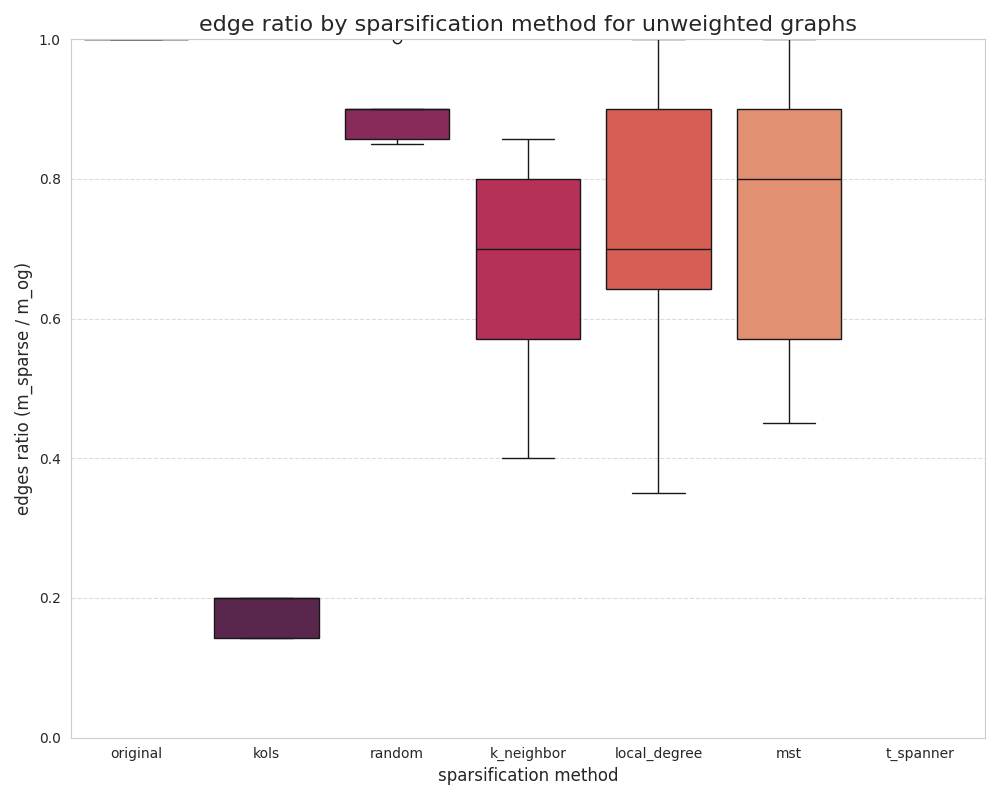 edge ratio by sparsification method for unweighted graphs
edges ratio (m_sparse / m_og)
1.0
0.8
0.6
0.4
0.2
0.0
original kols random k_neighbor local_degree mst t_spanner
sparsification method